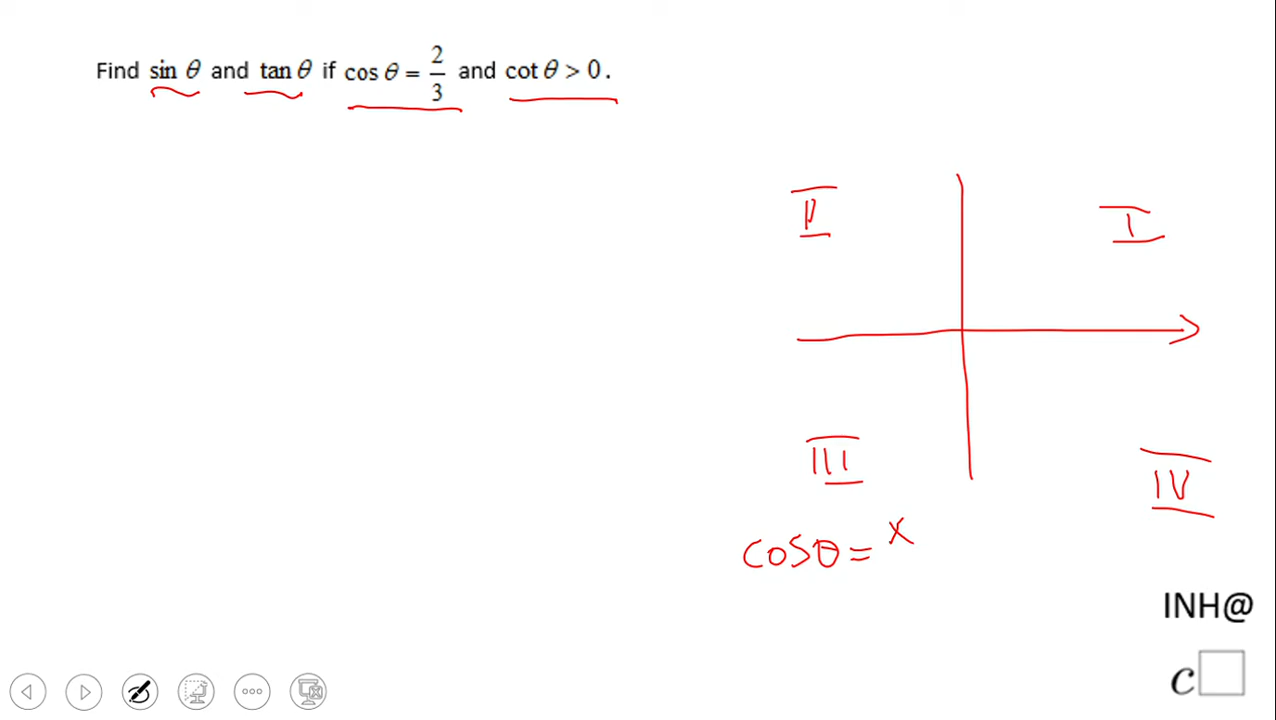 Find sin θ and tan θ if cos θ = 2/3 and cot θ > 0.
II
I
III
IV
cosθ = x
INH@
c